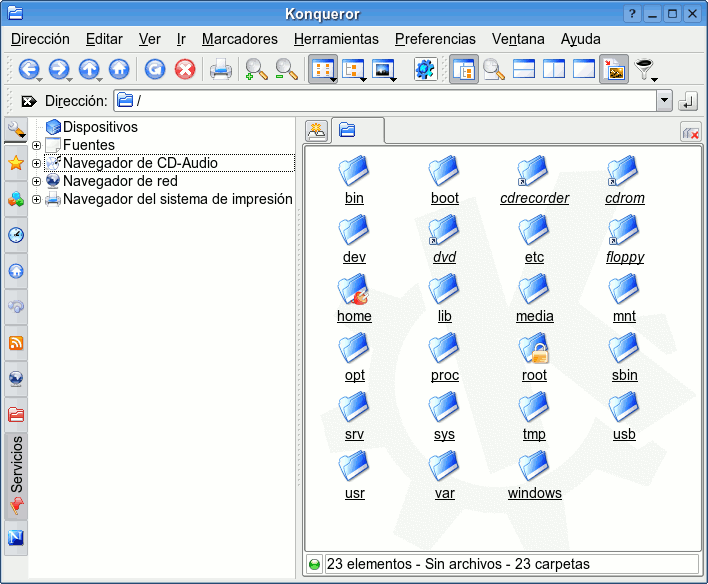 Konqueror
Dirección Editar Ver Ir Marcadores Herramientas Preferencias Ventana Ayuda
Dirección: /
Dispositivos
Fuentes
Navegador de CD-Audio
Navegador de red
Navegador del sistema de impresión
Servicios
bin boot cdrecorder cdrom
dev dvd etc floppy
home lib media mnt
opt proc root sbin
srv sys tmp usb
usr var windows
23 elementos - Sin archivos - 23 carpetas